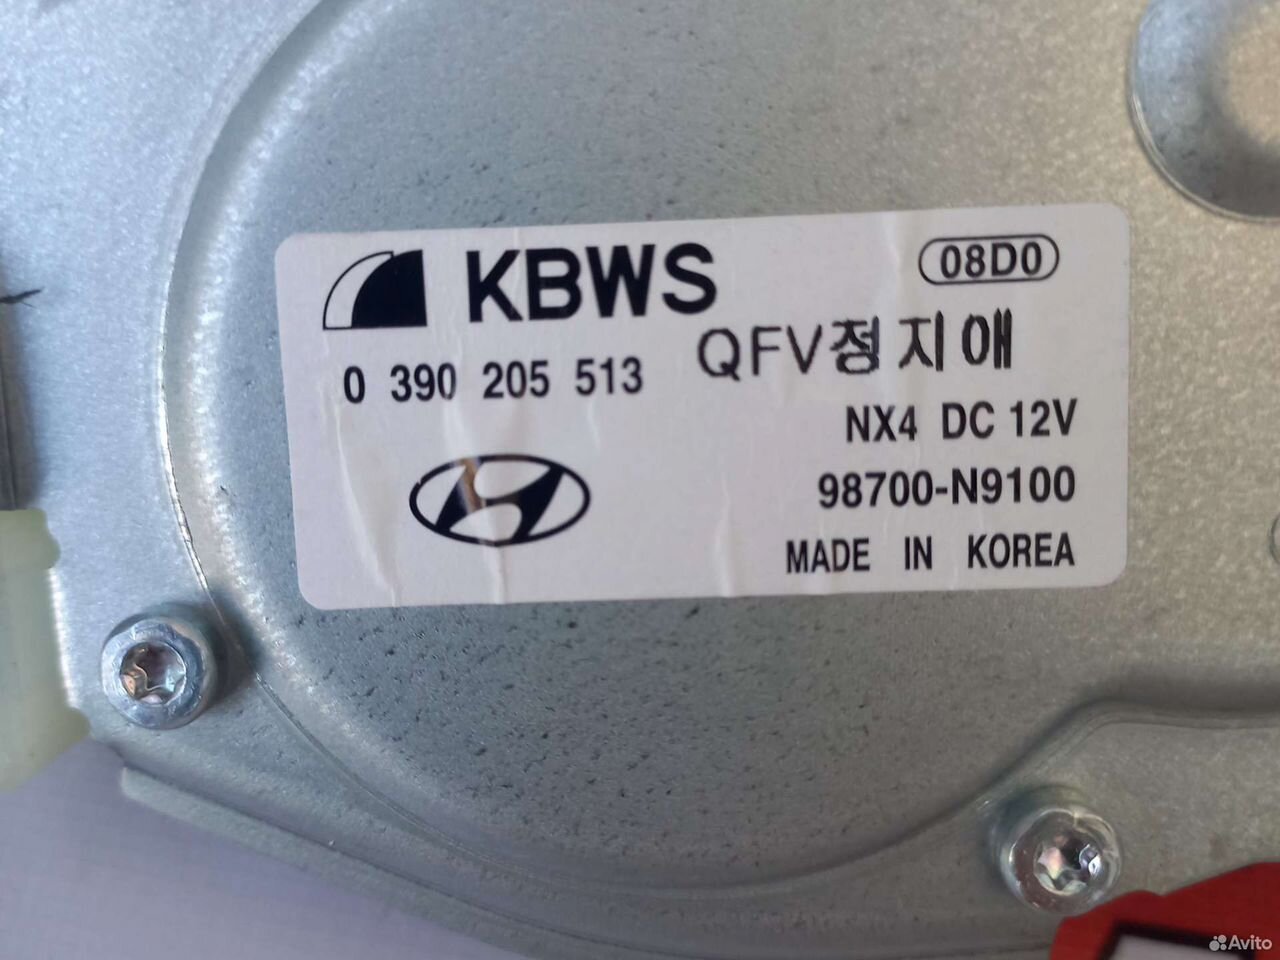 KBWS
08D0
0 390 205 513
QFV정지애
NX4 DC 12V
98700-N9100
MADE IN KOREA
Avito